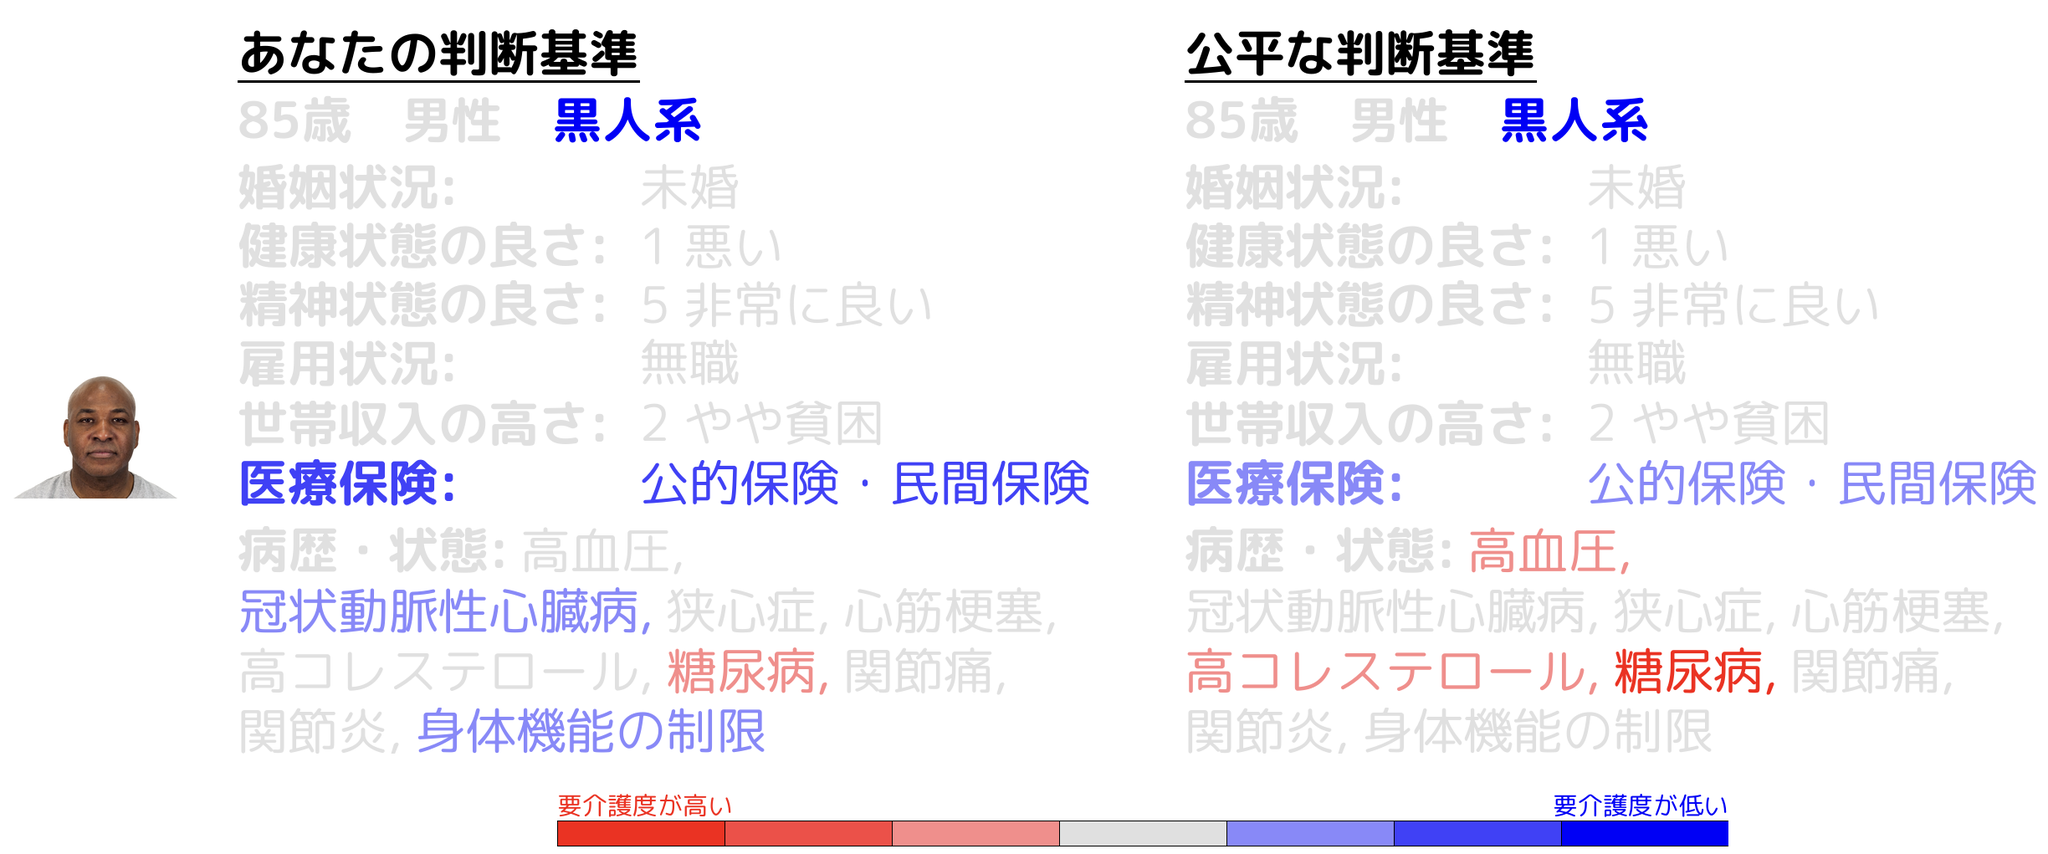 あなたの判断基準
85歳 男性 黒人系
婚姻状況: 未婚
健康状態の良さ: 1 悪い
精神状態の良さ: 5 非常に良い
雇用状況: 無職
世帯収入の高さ: 2 やや貧困
医療保険: 公的保険・民間保険
病歴・状態: 高血圧,
冠状動脈性心臓病, 狭心症, 心筋梗塞,
高コレステロール, 糖尿病, 関節痛,
関節炎, 身体機能の制限
公平な判断基準
85歳 男性 黒人系
婚姻状況: 未婚
健康状態の良さ: 1 悪い
精神状態の良さ: 5 非常に良い
雇用状況: 無職
世帯収入の高さ: 2 やや貧困
医療保険: 公的保険・民間保険
病歴・状態: 高血圧,
冠状動脈性心臓病, 狭心症, 心筋梗塞,
高コレステロール, 糖尿病, 関節痛,
関節炎, 身体機能の制限
要介護度が高い
要介護度が低い